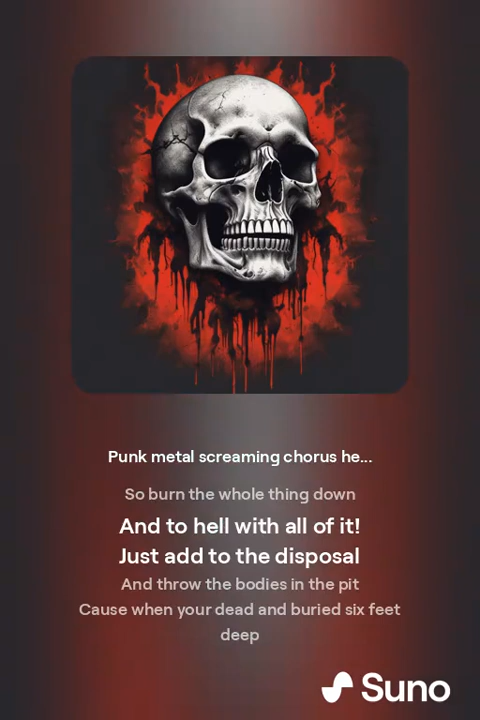 Punk metal screaming chorus he...
So burn the whole thing down
And to hell with all of it!
Just add to the disposal
And throw the bodies in the pit
Cause when your dead and buried six feet
deep
Suno